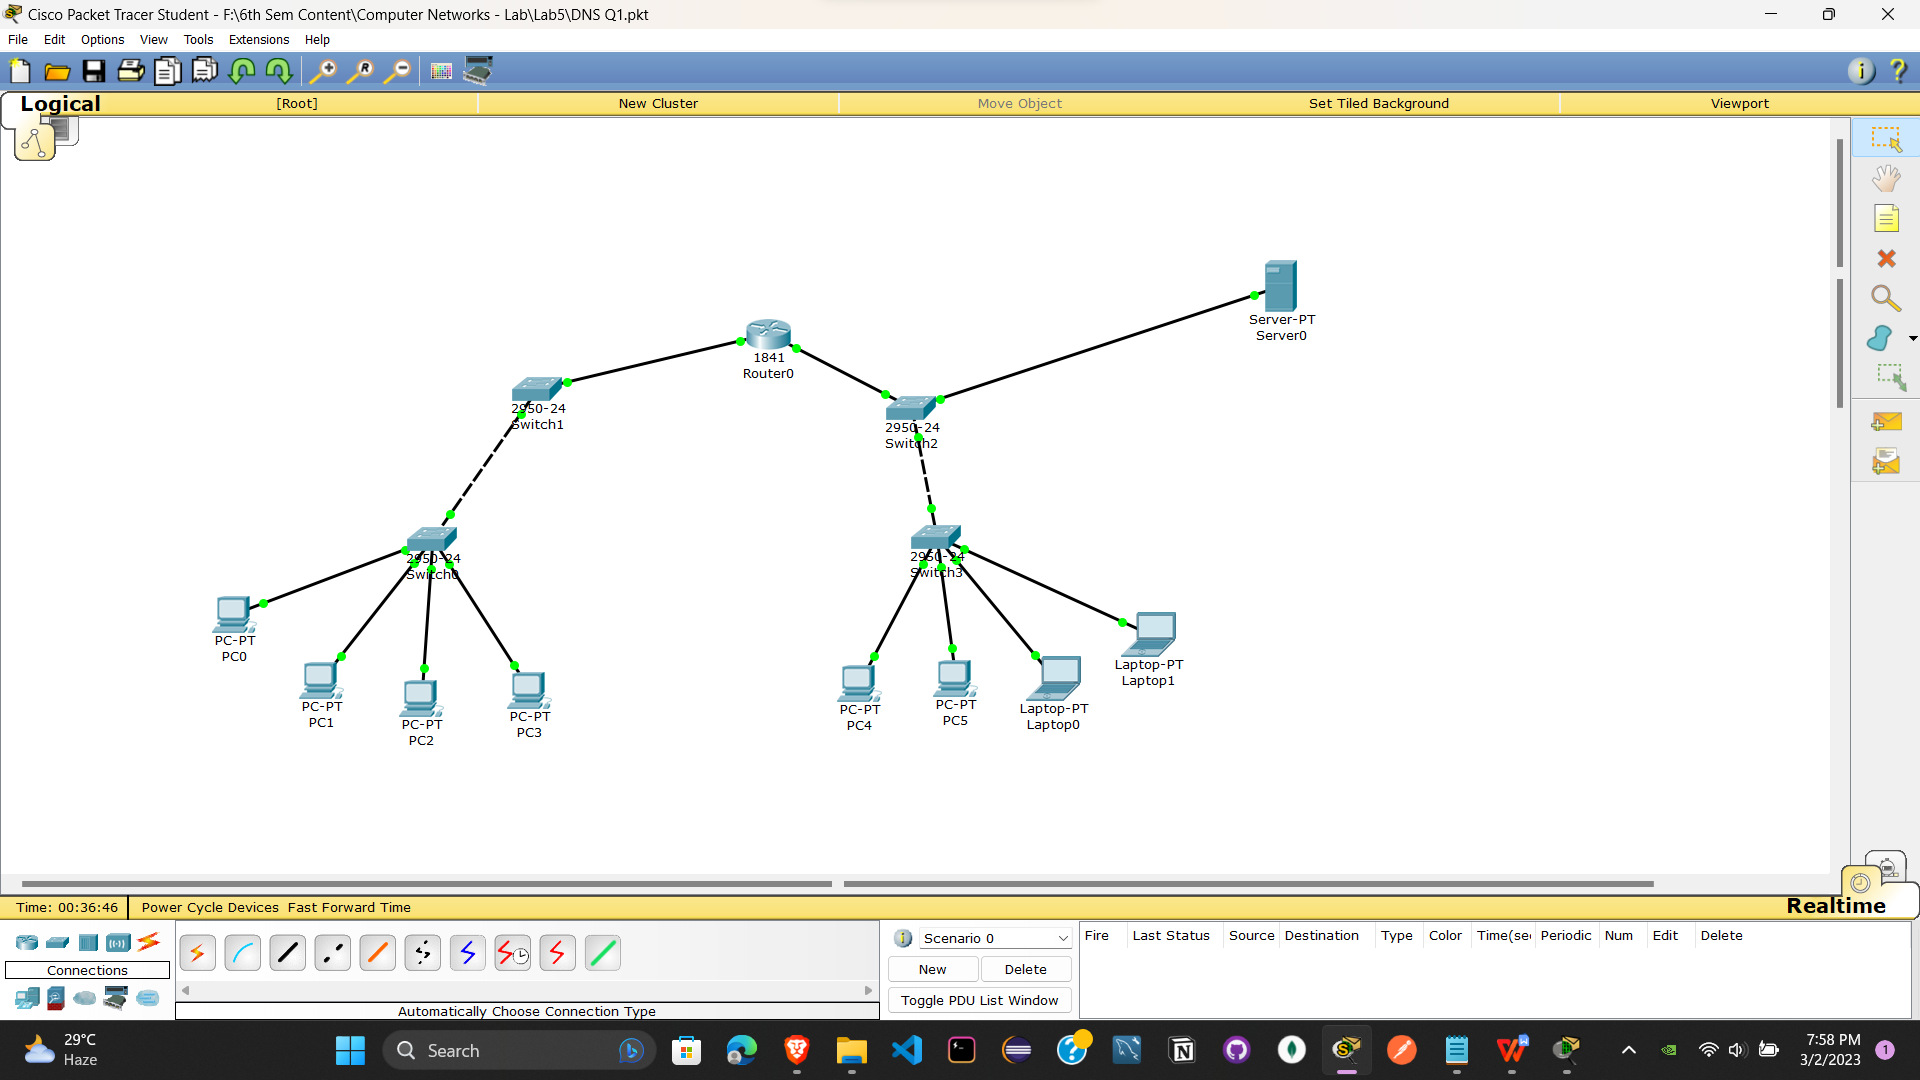 Cisco Packet Tracer Student - F:\6th Sem Content\Computer Networks - Lab\Lab5\DNS Q1.pkt
File Edit Options View Tools Extensions Help
Logical [Root] New Cluster Move Object Set Tiled Background Viewport
Server-PT
Server0
1841
Router0
2950-24
Switch1
2950-24
Switch2
2950-24
Switch0
2950-24
Switch3
PC-PT
PC0
PC-PT
PC1
PC-PT
PC2
PC-PT
PC3
PC-PT
PC4
PC-PT
PC5
Laptop-PT
Laptop0
Laptop-PT
Laptop1
Time: 00:36:46 Power Cycle Devices Fast Forward Time Realtime
Connections
Automatically Choose Connection Type
Scenario 0
New Delete
Toggle PDU List Window
Fire Last Status Source Destination Type Color Time(sec Periodic Num Edit Delete
29°C
Haze
Search
7:58 PM
3/2/2023
1